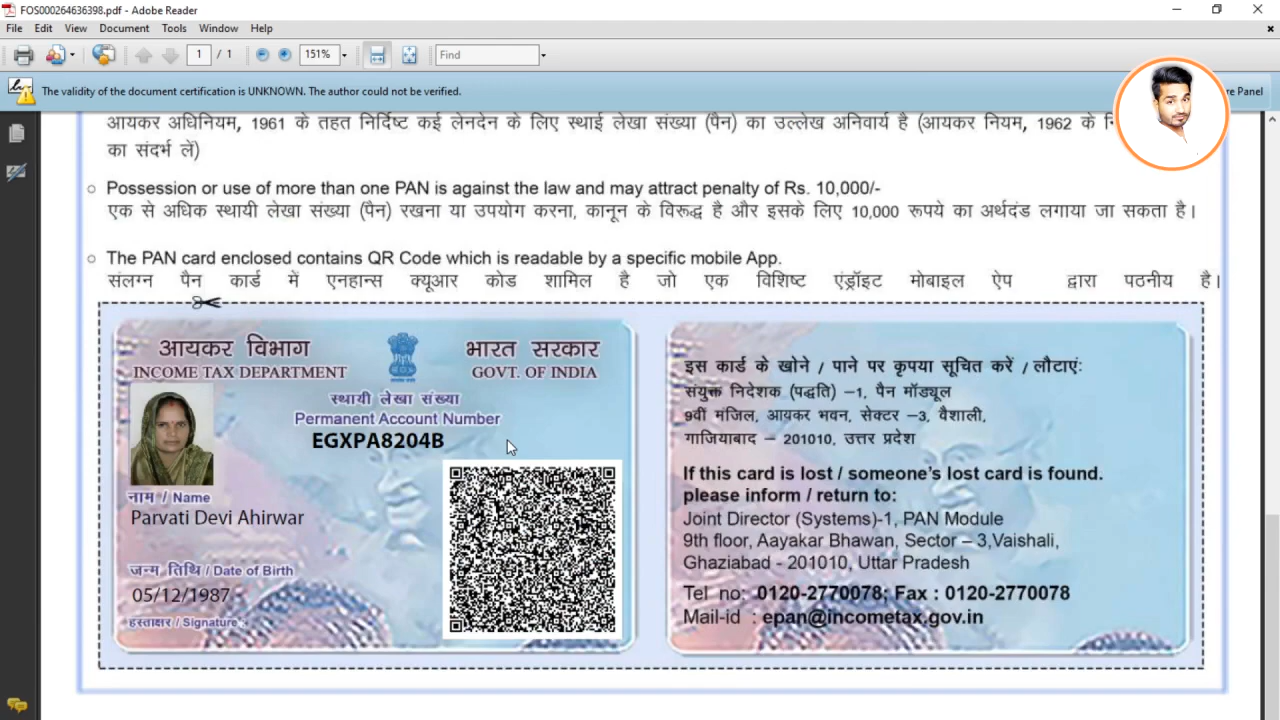 FOS000264636398.pdf - Adobe Reader
File Edit View Document Tools Window Help
1 / 1 151% Find
The validity of the document certification is UNKNOWN. The author could not be verified.
re Panel
आयकर अधिनियम, 1961 के तहत निर्दिष्ट कई लेनदेन के लिए स्थाई लेखा संख्या (पैन) का उल्लेख अनिवार्य है (आयकर नियम, 1962 के
का संदर्भ लें)
Possession or use of more than one PAN is against the law and may attract penalty of Rs. 10,000/-
एक से अधिक स्थायी लेखा संख्या (पैन) रखना या उपयोग करना, कानून के विरूद्ध है और इसके लिए 10,000 रूपये का अर्थदंड लगाया जा सकता है।
The PAN card enclosed contains QR Code which is readable by a specific mobile App.
संलग्न पैन कार्ड में एनहान्स क्यूआर कोड शामिल है जो एक विशिष्ट एंड्रॉइट मोबाइल ऐप द्वारा पठनीय है।
आयकर विभाग
INCOME TAX DEPARTMENT
भारत सरकार
GOVT. OF INDIA
स्थायी लेखा संख्या
Permanent Account Number
EGXPA8204B
नाम / Name
Parvati Devi Ahirwar
जन्म तिथि / Date of Birth
05/12/1987
हस्ताक्षर / Signature :-
इस कार्ड के खोने / पाने पर कृपया सूचित करें / लौटाएं:
संयुक्त निदेशक (पद्धति) –1, पैन मॉड्यूल
9वीं मंजिल, आयकर भवन, सेक्टर –3, वैशाली,
गाजियाबाद – 201010, उत्तर प्रदेश
If this card is lost / someone's lost card is found.
please inform / return to:
Joint Director (Systems)-1, PAN Module
9th floor, Aayakar Bhawan, Sector – 3,Vaishali,
Ghaziabad - 201010, Uttar Pradesh
Tel no: 0120-2770078; Fax : 0120-2770078
Mail-id : epan@incometax.gov.in